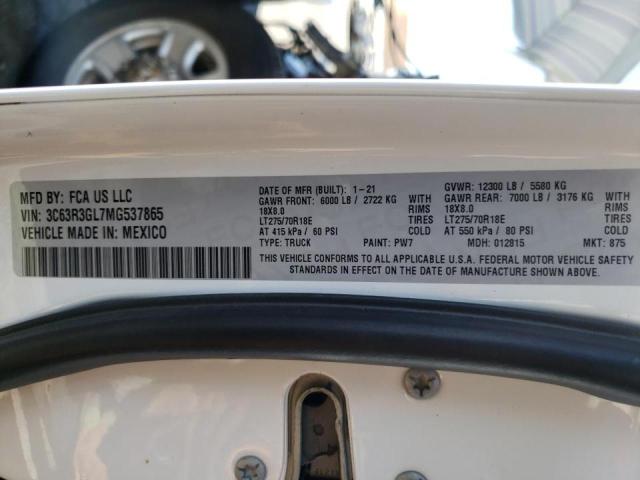 MFD BY: FCA US LLC
VIN: 3C63R3GL7MG537865
VEHICLE MADE IN: MEXICO
DATE OF MFR (BUILT): 1-21
GAWR FRONT: 6000 LB / 2722 KG WITH
18X8.0 RIMS
LT275/70R18E TIRES
AT 415 kPa / 60 PSI COLD
TYPE: TRUCK PAINT: PW7
GVWR: 12300 LB / 5580 KG
GAWR REAR: 7000 LB / 3176 KG WITH
18X8.0 RIMS
LT275/70R18E TIRES
AT 550 kPa / 80 PSI COLD
MDH: 012815 MKT: 875
THIS VEHICLE CONFORMS TO ALL APPLICABLE U.S.A. FEDERAL MOTOR VEHICLE SAFETY
STANDARDS IN EFFECT ON THE DATE OF MANUFACTURE SHOWN ABOVE.